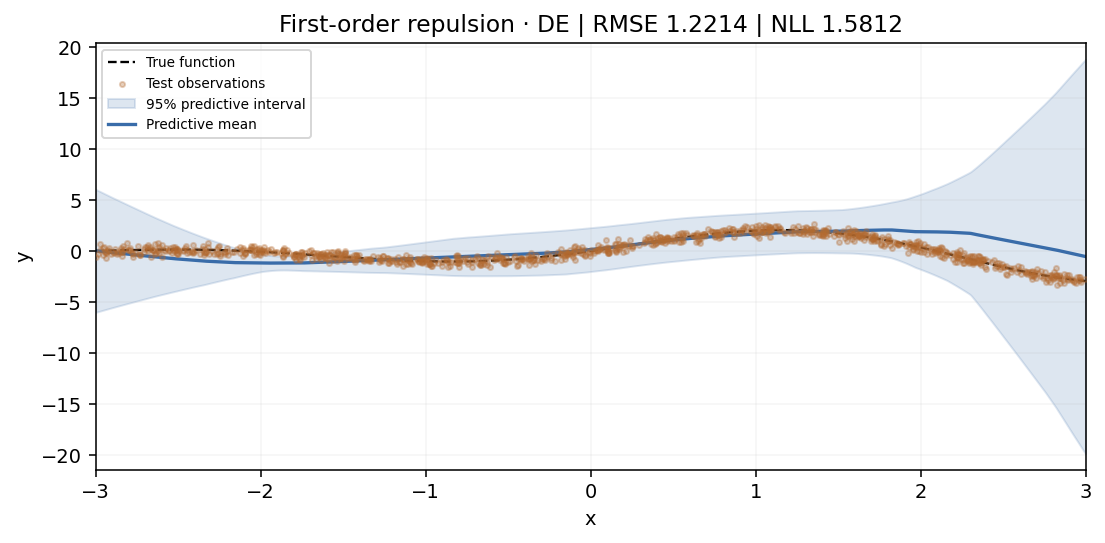 First-order repulsion · DE | RMSE 1.2214 | NLL 1.5812
True function
Test observations
95% predictive interval
Predictive mean
20
15
10
5
0
−5
−10
−15
−20
y
−3
−2
−1
0
1
2
3
x